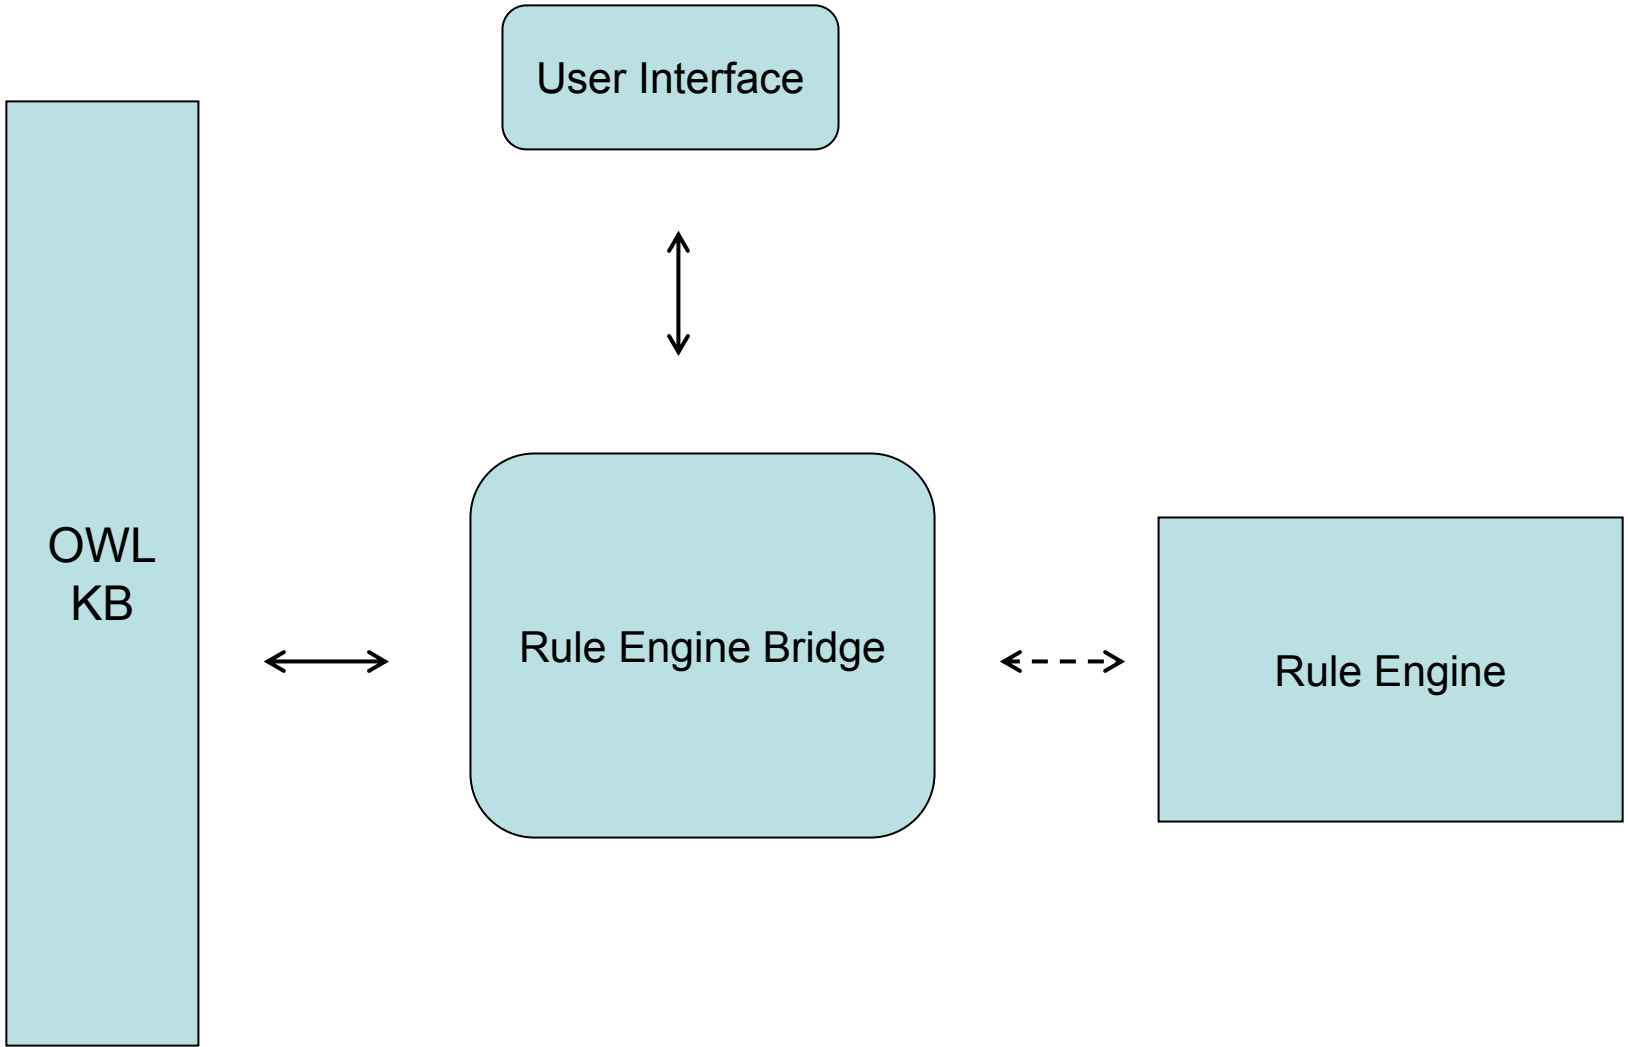 User Interface
OWL
KB
Rule Engine Bridge
Rule Engine